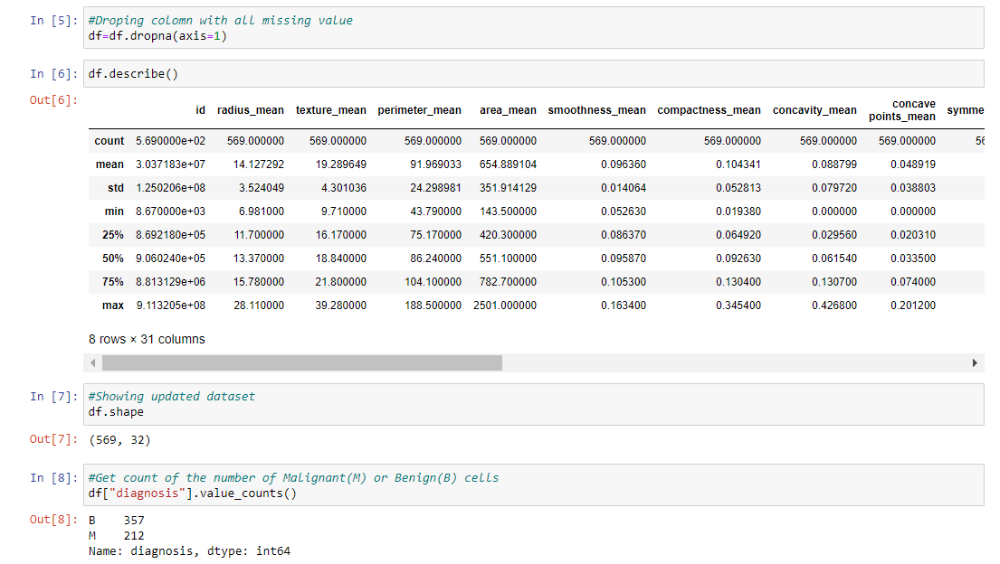 In [5]: #Droping colomn with all missing value
df=df.dropna(axis=1)
In [6]: df.describe()
Out[6]:
id radius_mean texture_mean perimeter_mean area_mean smoothness_mean compactness_mean concavity_mean concave points_mean symme
count 5.690000e+02 569.000000 569.000000 569.000000 569.000000 569.000000 569.000000 569.000000 569.000000 56
mean 3.037183e+07 14.127292 19.289649 91.969033 654.889104 0.096360 0.104341 0.088799 0.048919
std 1.250206e+08 3.524049 4.301036 24.298981 351.914129 0.014064 0.052813 0.079720 0.038803
min 8.670000e+03 6.981000 9.710000 43.790000 143.500000 0.052630 0.019380 0.000000 0.000000
25% 8.692180e+05 11.700000 16.170000 75.170000 420.300000 0.086370 0.064920 0.029560 0.020310
50% 9.060240e+05 13.370000 18.840000 86.240000 551.100000 0.095870 0.092630 0.061540 0.033500
75% 8.813129e+06 15.780000 21.800000 104.100000 782.700000 0.105300 0.130400 0.130700 0.074000
max 9.113205e+08 28.110000 39.280000 188.500000 2501.000000 0.163400 0.345400 0.426800 0.201200
8 rows × 31 columns
In [7]: #Showing updated dataset
df.shape
Out[7]: (569, 32)
In [8]: #Get count of the number of Malignant(M) or Benign(B) cells
df["diagnosis"].value_counts()
Out[8]: B 357
M 212
Name: diagnosis, dtype: int64